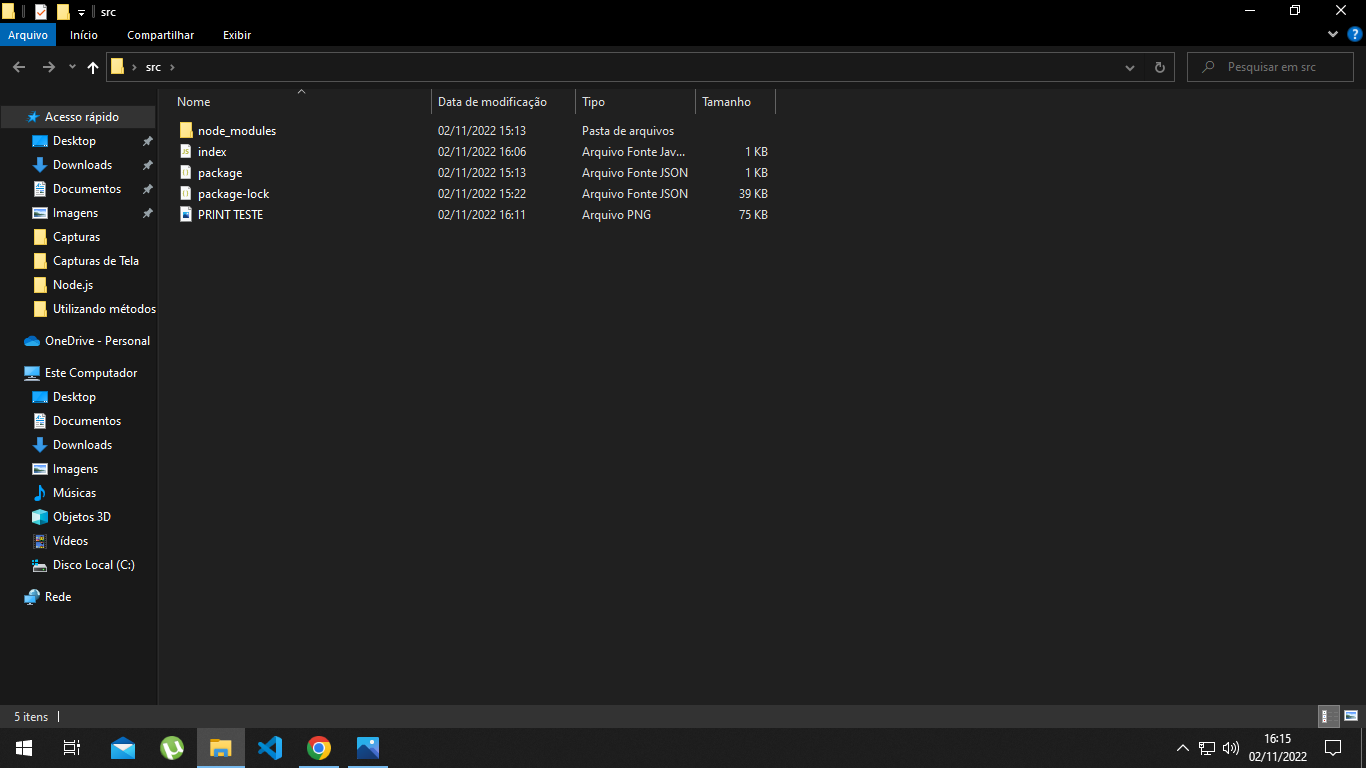 src
Arquivo Início Compartilhar Exibir
src Pesquisar em src
Nome Data de modificação Tipo Tamanho
node_modules 02/11/2022 15:13 Pasta de arquivos
index 02/11/2022 16:06 Arquivo Fonte Jav... 1 KB
package 02/11/2022 15:13 Arquivo Fonte JSON 1 KB
package-lock 02/11/2022 15:22 Arquivo Fonte JSON 39 KB
PRINT TESTE 02/11/2022 16:11 Arquivo PNG 75 KB
Acesso rápido
Desktop
Downloads
Documentos
Imagens
Capturas
Capturas de Tela
Node.js
Utilizando métodos
OneDrive - Personal
Este Computador
Desktop
Documentos
Downloads
Imagens
Músicas
Objetos 3D
Vídeos
Disco Local (C:)
Rede
5 itens
16:15
02/11/2022